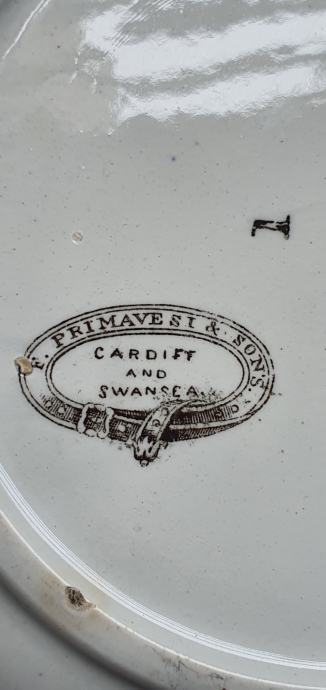 F. PRIMAVESI & SONS.
CARDIFF
AND
SWANSEA